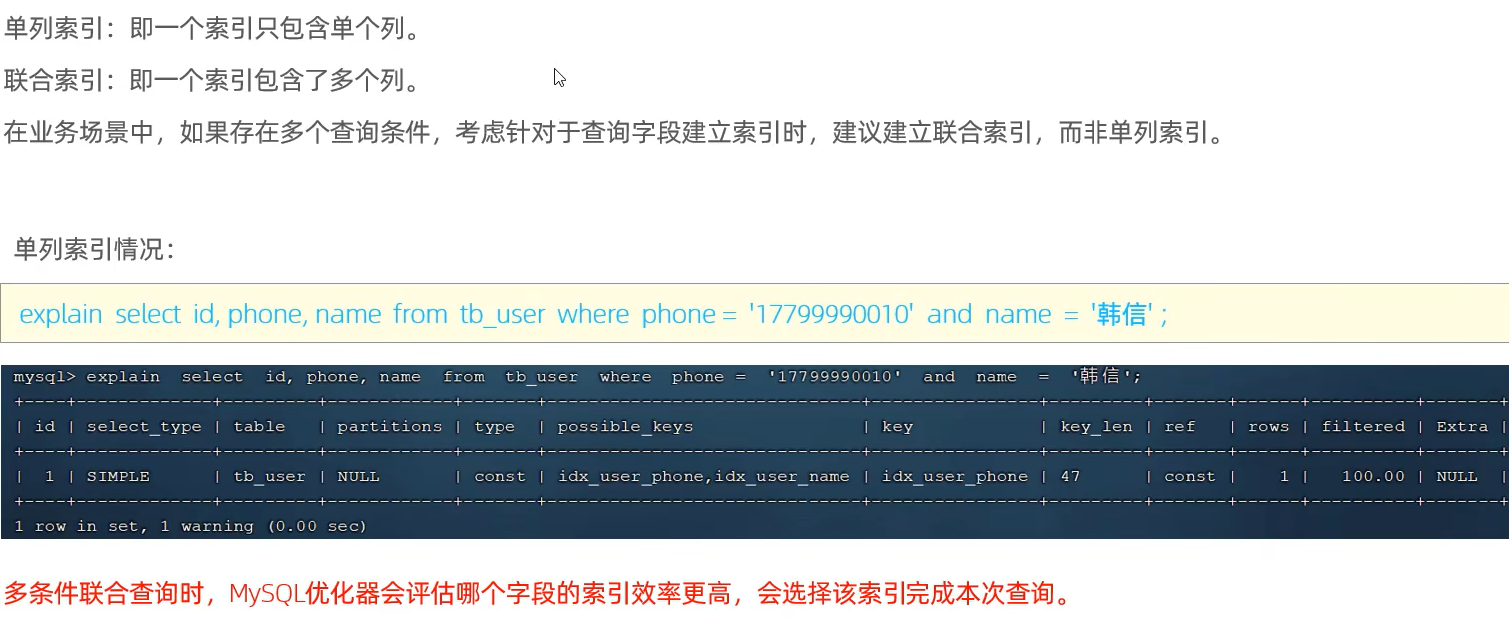 单列索引：即一个索引只包含单个列。
联合索引：即一个索引包含了多个列。
在业务场景中，如果存在多个查询条件，考虑针对于查询字段建立索引时，建议建立联合索引，而非单列索引。
单列索引情况：
explain select id, phone, name from tb_user where phone = '17799990010' and name = '韩信' ;
mysql> explain  select  id, phone, name  from  tb_user  where  phone =  '17799990010'  and  name  =  '韩信';
+----+-------------+---------+------------+-------+------------------------------+----------------+---------+-------+------+----------+-------+
| id | select_type | table   | partitions | type  | possible_keys                | key            | key_len | ref   | rows | filtered | Extra |
+----+-------------+---------+------------+-------+------------------------------+----------------+---------+-------+------+----------+-------+
|  1 | SIMPLE      | tb_user | NULL       | const | idx_user_phone,idx_user_name | idx_user_phone | 47      | const |    1 |   100.00 | NULL  |
+----+-------------+---------+------------+-------+------------------------------+----------------+---------+-------+------+----------+-------+
1 row in set, 1 warning (0.00 sec)
多条件联合查询时，MySQL优化器会评估哪个字段的索引效率更高，会选择该索引完成本次查询。